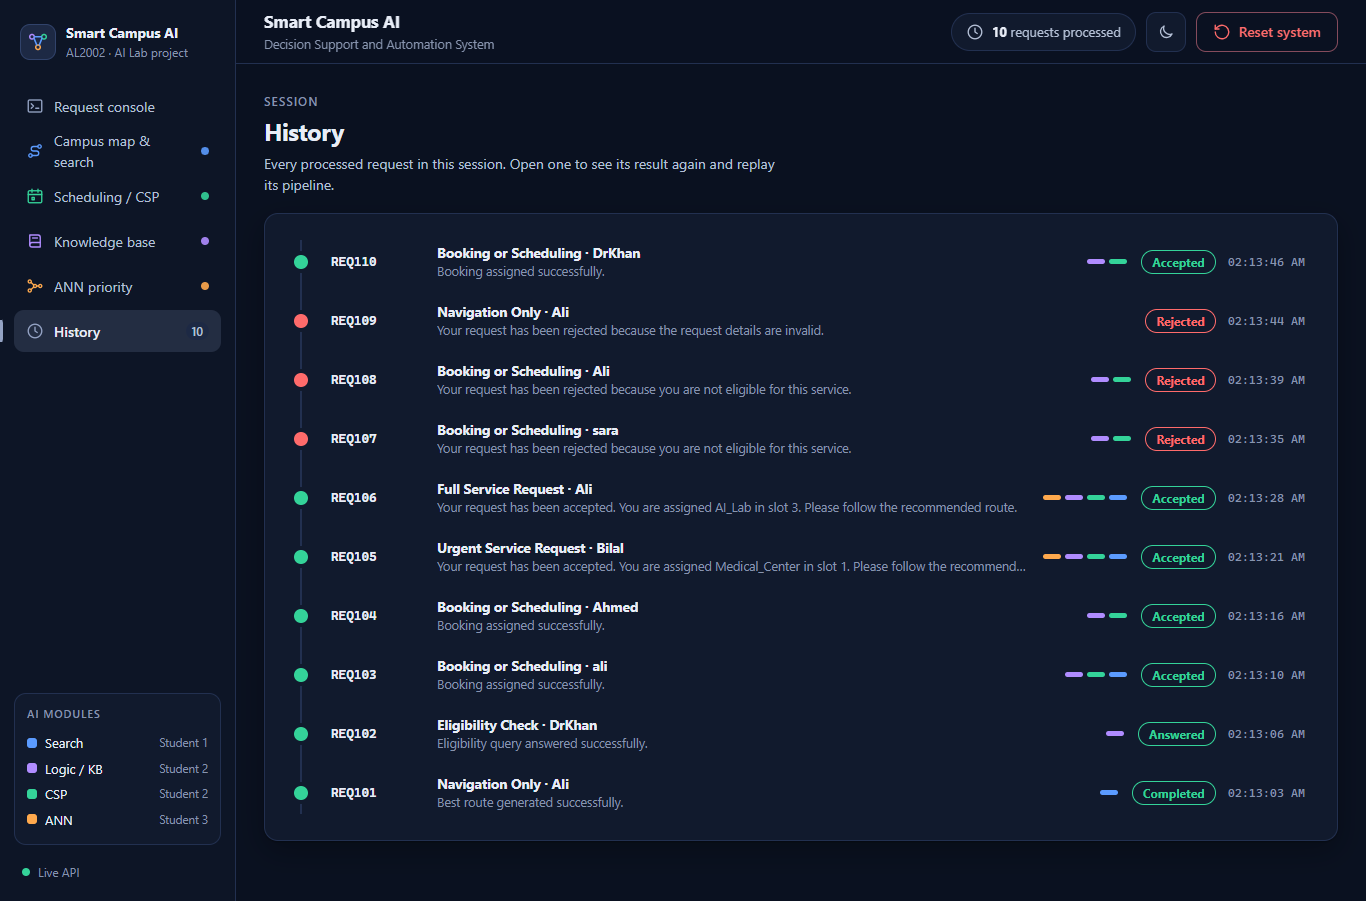 Smart Campus AI
AL2002 · AI Lab project
Request console
Campus map &
search
Scheduling / CSP
Knowledge base
ANN priority
History 10
AI MODULES
Search Student 1
Logic / KB Student 2
CSP Student 2
ANN Student 3
Live API
Smart Campus AI
Decision Support and Automation System
10 requests processed
Reset system
SESSION
History
Every processed request in this session. Open one to see its result again and replay
its pipeline.
REQ110 Booking or Scheduling · DrKhan Accepted 02:13:46 AM
Booking assigned successfully.
REQ109 Navigation Only · Ali Rejected 02:13:44 AM
Your request has been rejected because the request details are invalid.
REQ108 Booking or Scheduling · Ali Rejected 02:13:39 AM
Your request has been rejected because you are not eligible for this service.
REQ107 Booking or Scheduling · sara Rejected 02:13:35 AM
Your request has been rejected because you are not eligible for this service.
REQ106 Full Service Request · Ali Accepted 02:13:28 AM
Your request has been accepted. You are assigned AI_Lab in slot 3. Please follow the recommended route.
REQ105 Urgent Service Request · Bilal Accepted 02:13:21 AM
Your request has been accepted. You are assigned Medical_Center in slot 1. Please follow the recommend...
REQ104 Booking or Scheduling · Ahmed Accepted 02:13:16 AM
Booking assigned successfully.
REQ103 Booking or Scheduling · ali Accepted 02:13:10 AM
Booking assigned successfully.
REQ102 Eligibility Check · DrKhan Answered 02:13:06 AM
Eligibility query answered successfully.
REQ101 Navigation Only · Ali Completed 02:13:03 AM
Best route generated successfully.